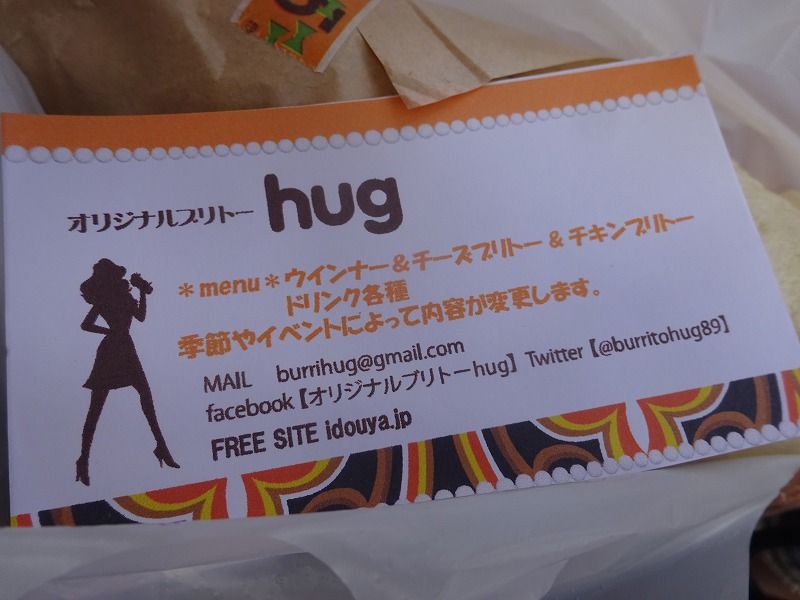 オリジナルブリトー hug
＊menu＊ウインナー＆チーズブリトー＆チキンブリトー
ドリンク各種
季節やイベントによって内容が変更します。
MAIL burrihug@gmail.com
facebook【オリジナルブリトーhug】 Twitter【@burritohug89】
FREE SITE idouya.jp